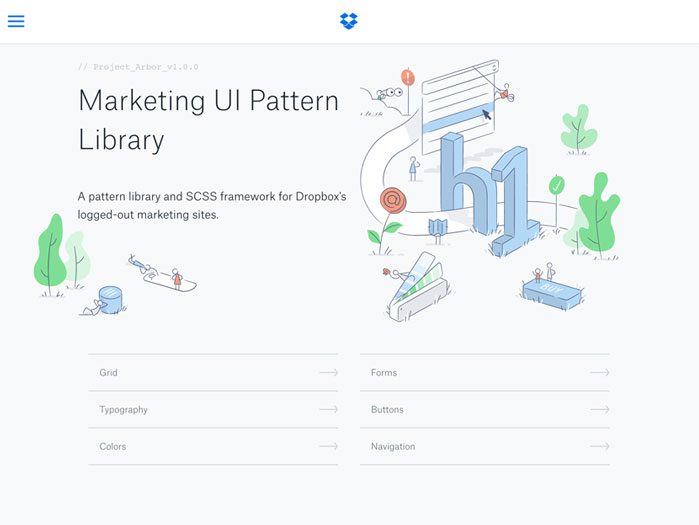 // Project_Arbor_v1.0.0
Marketing UI Pattern
Library
A pattern library and SCSS framework for Dropbox's
logged-out marketing sites.
h1
@
BUY
Grid
Forms
Typography
Buttons
Colors
Navigation